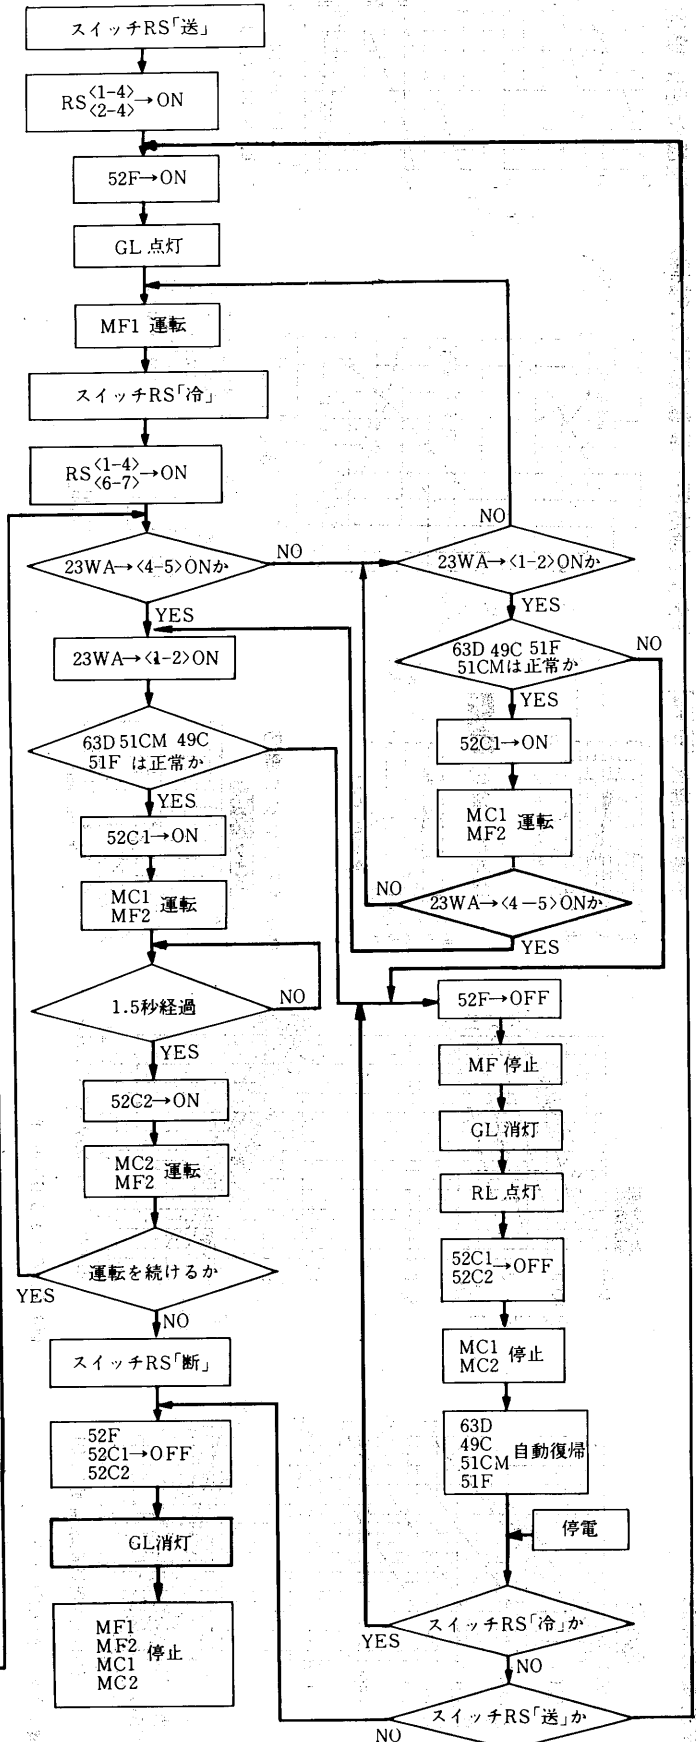 スイッチRS「送」
RS<1-4><2-4>→ON
52F→ON
GL 点灯
MF1 運転
スイッチRS「冷」
RS<1-4><6-7>→ON
23WA→<4-5>ONか
NO
YES
23WA→<1-2>ON
63D 51CM 49C
51F は正常か
YES
52C1→ON
MC1
MF2 運転
1.5秒経過
NO
YES
52C2→ON
MC2
MF2 運転
運転を続けるか
YES
NO
スイッチRS「断」
52F
52C1→OFF
52C2
GL消灯
MF1
MF2
MC1 停止
MC2
NO
23WA→<1-2>ONか
YES
63D 49C 51F
51CMは正常か
NO
YES
52C1→ON
MC1
MF2 運転
NO
23WA→<4-5>ONか
YES
52F→OFF
MF 停止
GL 消灯
RL 点灯
52C1
52C2→OFF
MC1
MC2 停止
63D
49C
51CM 自動復帰
51F
停電
スイッチRS「冷」か
YES
NO
スイッチRS「送」か
NO